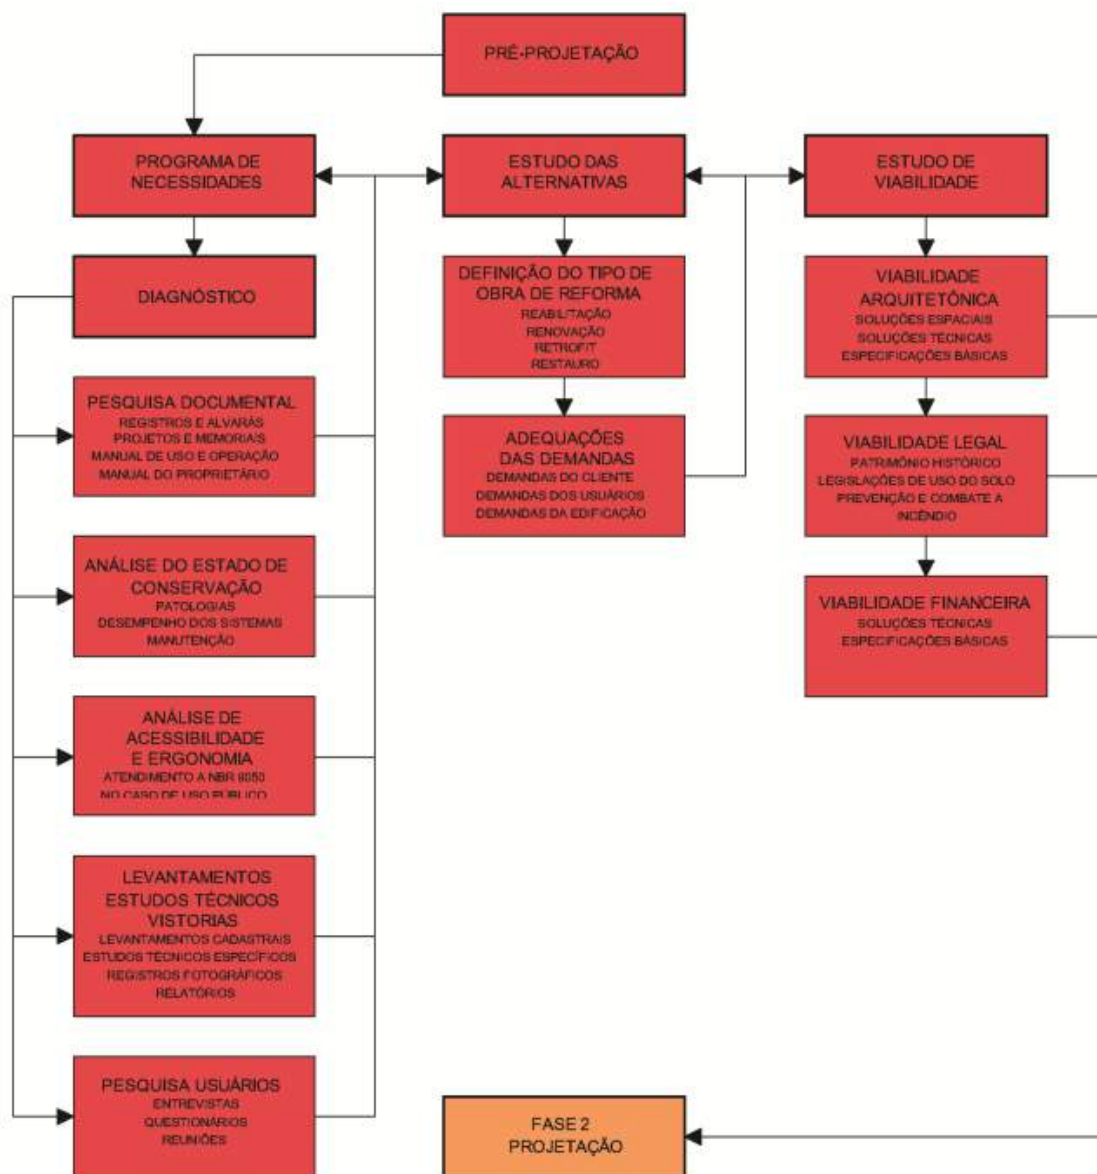 PRÉ-PROJETAÇÃO
PROGRAMA DE
NECESSIDADES
DIAGNÓSTICO
PESQUISA DOCUMENTAL
REGISTROS E ALVARÁS
PROJETOS E MEMORIAIS
MANUAL DE USO E OPERAÇÃO
MANUAL DO PROPRIETÁRIO
ANÁLISE DO ESTADO DE
CONSERVAÇÃO
PATOLOGIAS
DESEMPENHO DOS SISTEMAS
MANUTENÇÃO
ANÁLISE DE
ACESSIBILIDADE
E ERGONOMIA
ATENDIMENTO A NBR 9050
NO CASO DE USO PÚBLICO
LEVANTAMENTOS
ESTUDOS TÉCNICOS
VISTORIAS
LEVANTAMENTOS CADASTRAIS
ESTUDOS TÉCNICOS ESPECÍFICOS
REGISTROS FOTOGRÁFICOS
RELATÓRIOS
PESQUISA USUÁRIOS
ENTREVISTAS
QUESTIONÁRIOS
REUNIÕES
ESTUDO DAS
ALTERNATIVAS
DEFINIÇÃO DO TIPO DE
OBRA DE REFORMA
REABILITAÇÃO
RENOVAÇÃO
RETROFIT
RESTAURO
ADEQUAÇÕES
DAS DEMANDAS
DEMANDAS DO CLIENTE
DEMANDAS DOS USUÁRIOS
DEMANDAS DA EDIFICAÇÃO
ESTUDO DE
VIABILIDADE
VIABILIDADE
ARQUITETÔNICA
SOLUÇÕES ESPACIAIS
SOLUÇÕES TÉCNICAS
ESPECIFICAÇÕES BÁSICAS
VIABILIDADE LEGAL
PATRIMÔNIO HISTÓRICO
LEGISLAÇÕES DE USO DO SOLO
PREVENÇÃO E COMBATE A
INCÊNDIO
VIABILIDADE FINANCEIRA
SOLUÇÕES TÉCNICAS
ESPECIFICAÇÕES BÁSICAS
FASE 2
PROJETAÇÃO